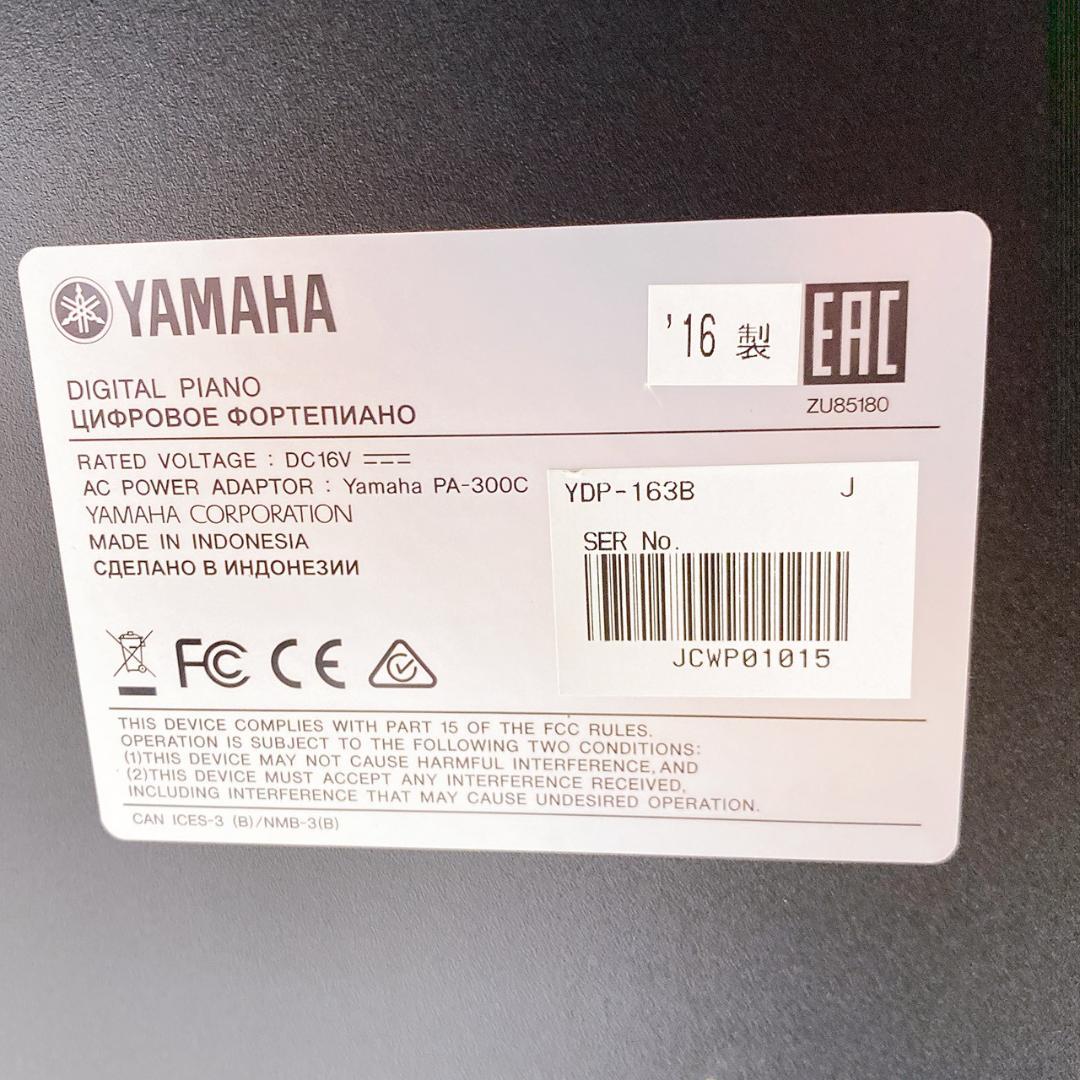 YAMAHA
'16 製
EAC
ZU85180
DIGITAL PIANO
ЦИФРОВОЕ ФОРТЕПИАНО
RATED VOLTAGE : DC16V
AC POWER ADAPTOR : Yamaha PA-300C
YAMAHA CORPORATION
MADE IN INDONESIA
СДЕЛАНО В ИНДОНЕЗИИ
YDP-163B J
SER No.
JCWP01015
FC CE
THIS DEVICE COMPLIES WITH PART 15 OF THE FCC RULES.
OPERATION IS SUBJECT TO THE FOLLOWING TWO CONDITIONS:
(1)THIS DEVICE MAY NOT CAUSE HARMFUL INTERFERENCE, AND
(2)THIS DEVICE MUST ACCEPT ANY INTERFERENCE RECEIVED,
INCLUDING INTERFERENCE THAT MAY CAUSE UNDESIRED OPERATION.
CAN ICES-3 (B)/NMB-3(B)